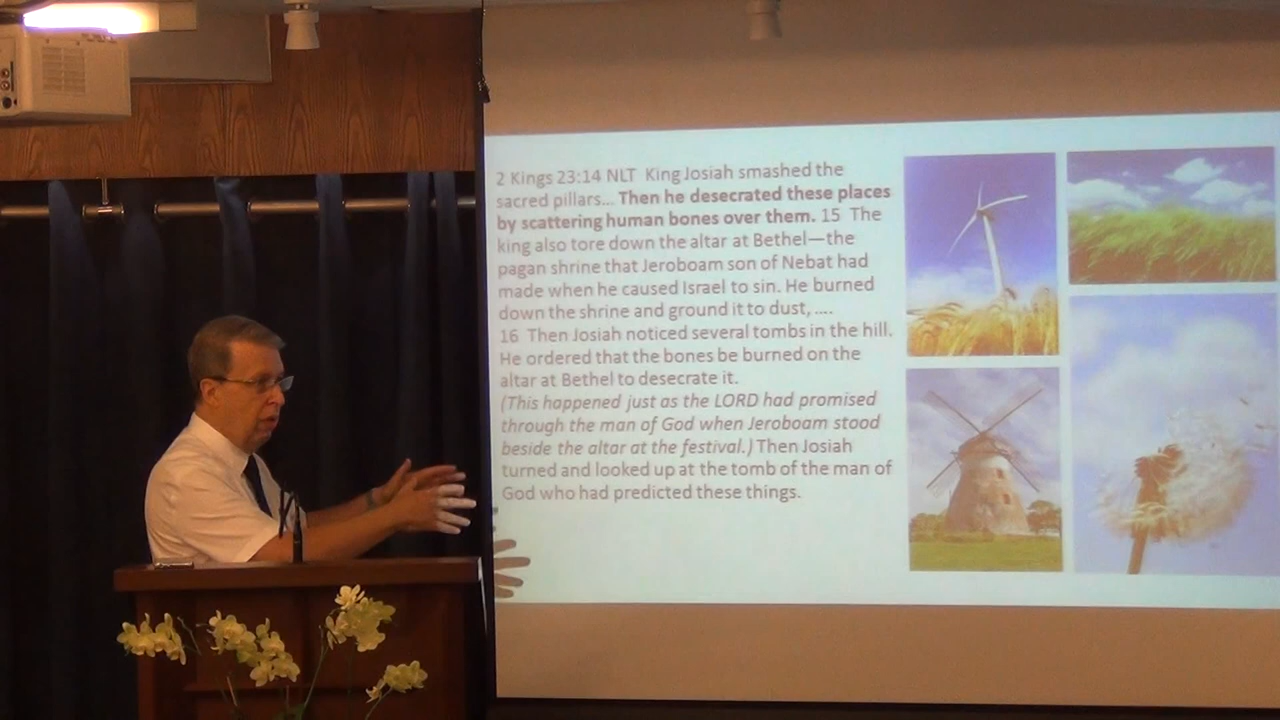 2 Kings 23:14 NLT King Josiah smashed the
sacred pillars... Then he desecrated these places
by scattering human bones over them. 15 The
king also tore down the altar at Bethel—the
pagan shrine that Jeroboam son of Nebat had
made when he caused Israel to sin. He burned
down the shrine and ground it to dust, ....
16 Then Josiah noticed several tombs in the hill.
He ordered that the bones be burned on the
altar at Bethel to desecrate it.
(This happened just as the LORD had promised
through the man of God when Jeroboam stood
beside the altar at the festival.) Then Josiah
turned and looked up at the tomb of the man of
God who had predicted these things.